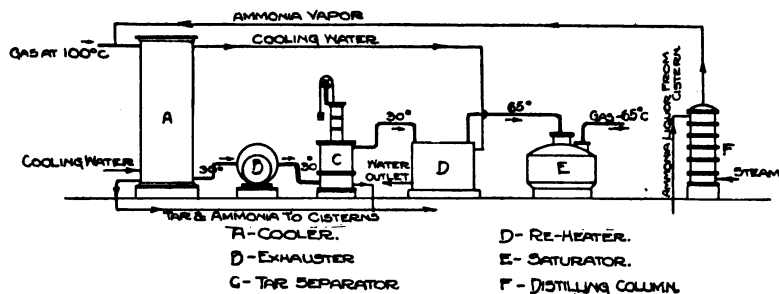 AMMONIA VAPOR
GAS AT 100°C
COOLING WATER
A
AMMONIA LIQUOR FROM CISTERN
30°
65°
GAS-65°C
F
COOLING WATER
30°
B
30°
C
WATER OUTLET
D
E
STEAM
TAR & AMMONIA TO CISTERNS
A-COOLER.
B-EXHAUSTER
C-TAR SEPARATOR
D-RE-HEATER.
E-SATURATOR.
F-DISTILLING COLUMN.